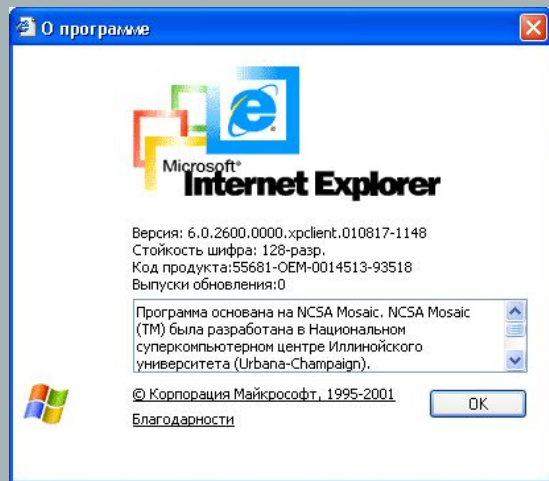 О программе
Microsoft®
Internet Explorer
Версия: 6.0.2600.0000.xpclient.010817-1148
Стойкость шифра: 128-разр.
Код продукта:55681-OEM-0014513-93518
Выпуски обновления:0
Программа основана на NCSA Mosaic. NCSA Mosaic
(TM) была разработана в Национальном
суперкомпьютерном центре Иллинойского
университета (Urbana-Champaign).
© Корпорация Майкрософт, 1995-2001
OK
Благодарности